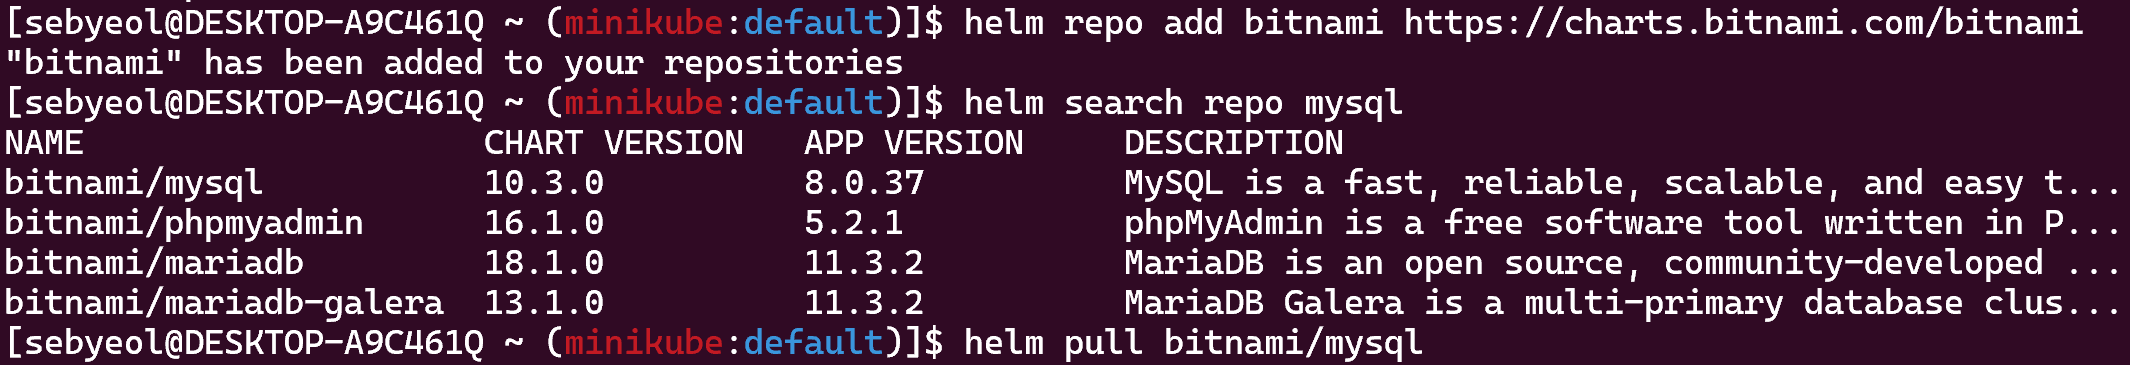 [sebyeol@DESKTOP-A9C461Q ~ (minikube:default)]$ helm repo add bitnami https://charts.bitnami.com/bitnami
"bitnami" has been added to your repositories
[sebyeol@DESKTOP-A9C461Q ~ (minikube:default)]$ helm search repo mysql
NAME                    CHART VERSION   APP VERSION     DESCRIPTION
bitnami/mysql           10.3.0          8.0.37          MySQL is a fast, reliable, scalable, and easy t...
bitnami/phpmyadmin      16.1.0          5.2.1           phpMyAdmin is a free software tool written in P...
bitnami/mariadb         18.1.0          11.3.2          MariaDB is an open source, community-developed ...
bitnami/mariadb-galera  13.1.0          11.3.2          MariaDB Galera is a multi-primary database clus...
[sebyeol@DESKTOP-A9C461Q ~ (minikube:default)]$ helm pull bitnami/mysql